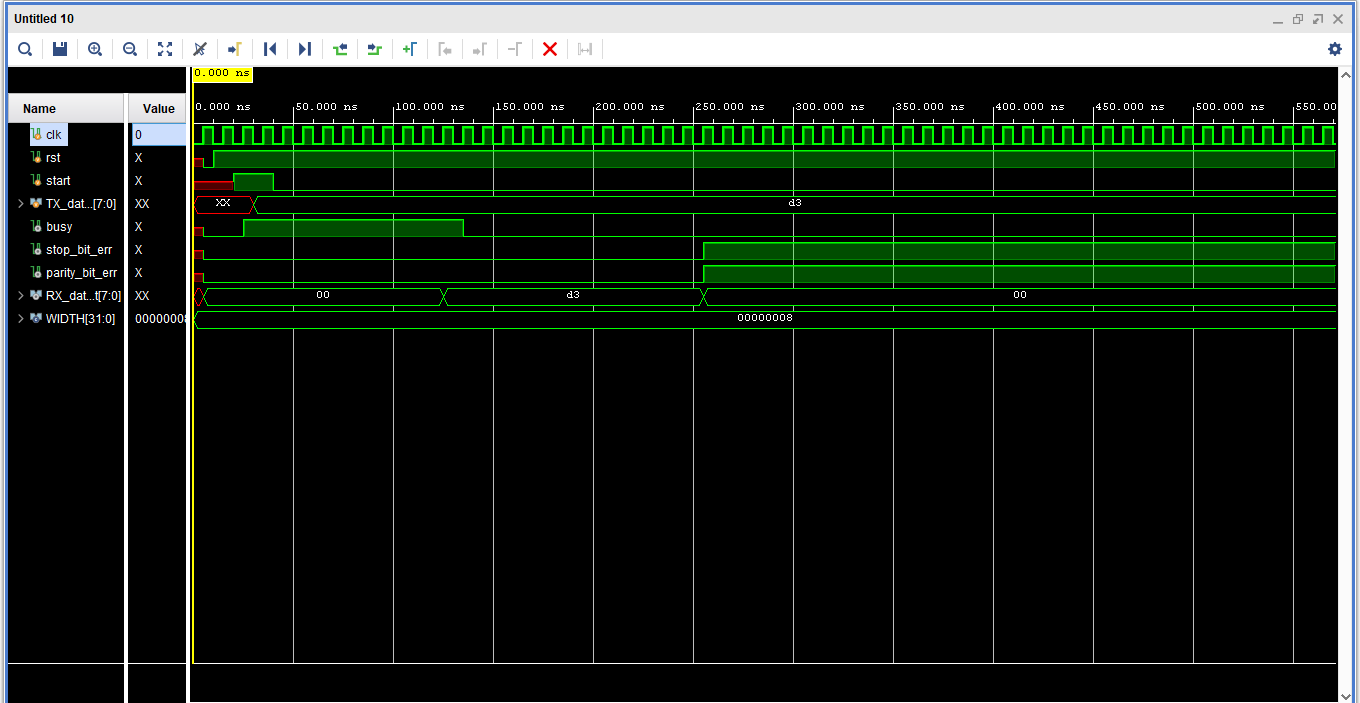 Untitled 10
0.000 ns
Name Value
0.000 ns 50.000 ns 100.000 ns 150.000 ns 200.000 ns 250.000 ns 300.000 ns 350.000 ns 400.000 ns 450.000 ns 500.000 ns 550.00
clk 0
rst X
start X
TX_dat...[7:0] XX XX d3
busy X
stop_bit_err X
parity_bit_err X
RX_dat...t[7:0] XX 00 d3 00
WIDTH[31:0] 00000008 00000008